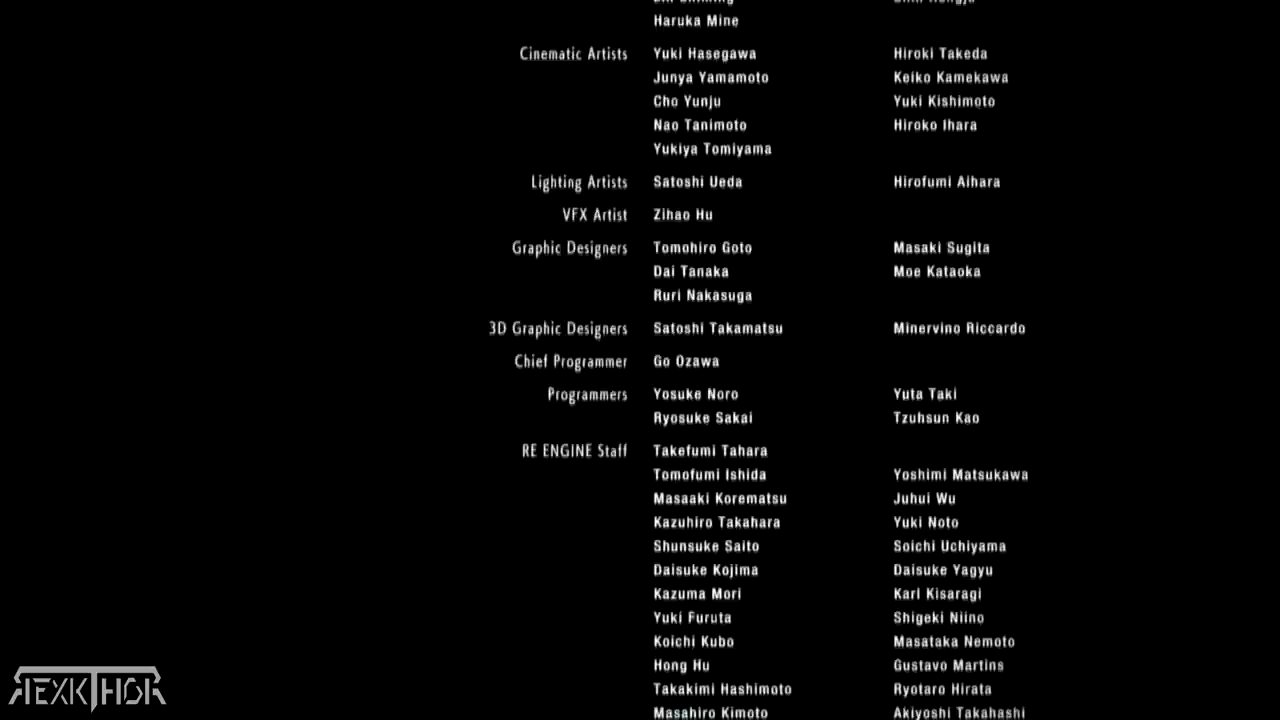 Haruka Mine
Cinematic Artists Yuki Hasegawa Hiroki Takeda
Junya Yamamoto Keiko Kamekawa
Cho Yunju Yuki Kishimoto
Nao Tanimoto Hiroko Ihara
Yukiya Tomiyama
Lighting Artists Satoshi Ueda Hirofumi Aihara
VFX Artist Zihao Hu
Graphic Designers Tomohiro Goto Masaki Sugita
Dai Tanaka Moe Kataoka
Ruri Nakasuga
3D Graphic Designers Satoshi Takamatsu Minervino Riccardo
Chief Programmer Go Ozawa
Programmers Yosuke Noro Yuta Taki
Ryosuke Sakai Tzuhsun Kao
RE ENGINE Staff Takefumi Tahara
Tomofumi Ishida Yoshimi Matsukawa
Masaaki Korematsu Juhui Wu
Kazuhiro Takahara Yuki Noto
Shunsuke Saito Soichi Uchiyama
Daisuke Kojima Daisuke Yagyu
Kazuma Mori Kari Kisaragi
Yuki Furuta Shigeki Niino
Koichi Kubo Masataka Nemoto
Hong Hu Gustavo Martins
Takakimi Hashimoto Ryotaro Hirata
Masahiro Kimoto Akiyoshi Takahashi